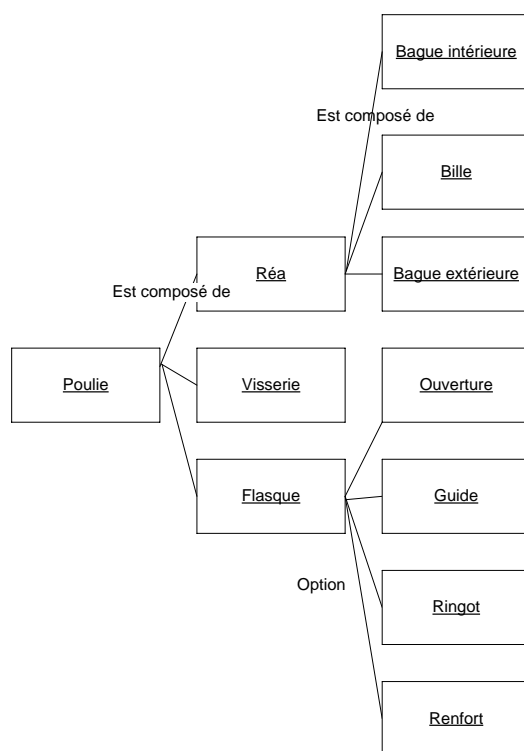 Bague intérieure
Est composé de
Bille
Réa
Bague extérieure
Est composé de
Poulie
Visserie
Ouverture
Flasque
Guide
Option
Ringot
Renfort